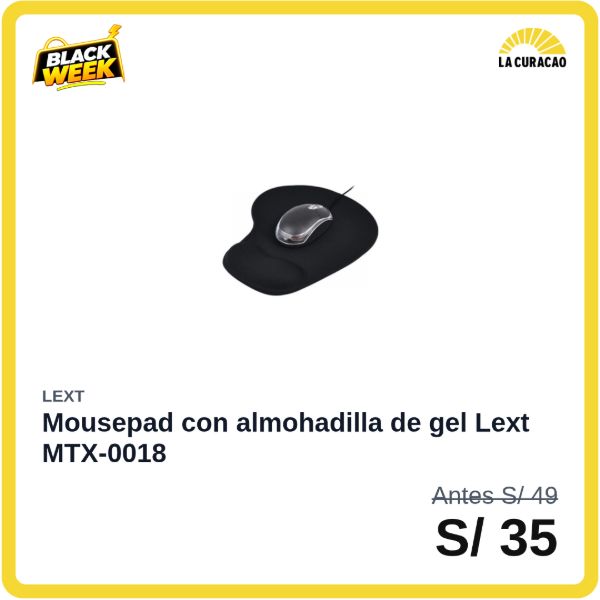 BLACK
WEEK
LA CURACAO
LEXT
Mousepad con almohadilla de gel Lext
MTX-0018
Antes S/ 49
S/ 35